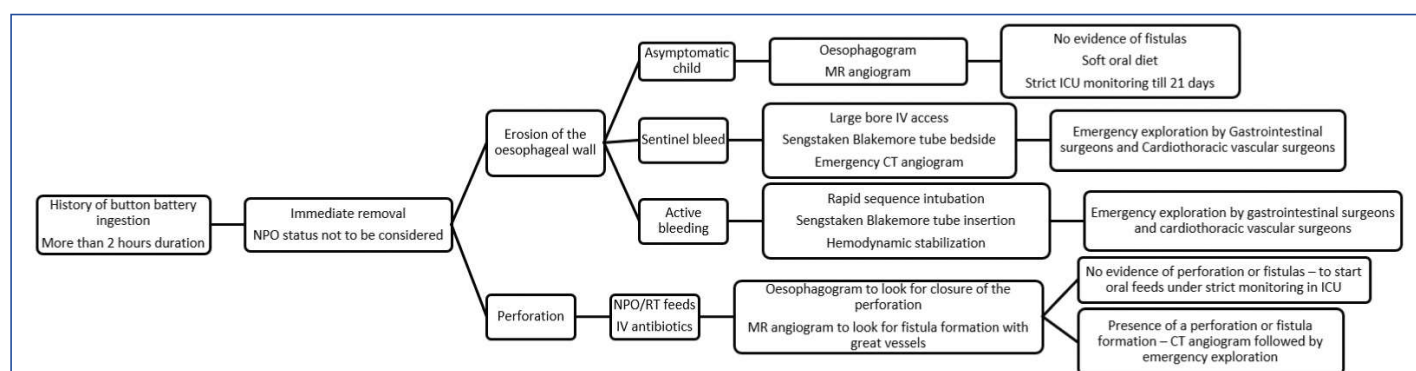 History of button battery
ingestion
More than 2 hours duration
Immediate removal
NPO status not to be considered
Erosion of the
oesophageal wall
Asymptomatic
child
Oesophagogram
MR angiogram
No evidence of fistulas
Soft oral diet
Strict ICU monitoring till 21 days
Sentinel bleed
Large bore IV access
Sengstaken Blakemore tube bedside
Emergency CT angiogram
Emergency exploration by Gastrointestinal
surgeons and Cardiothoracic vascular surgeons
Active
bleeding
Rapid sequence intubation
Sengstaken Blakemore tube insertion
Hemodynamic stabilization
Emergency exploration by gastrointestinal surgeons
and cardiothoracic vascular surgeons
Perforation
NPO/RT feeds
IV antibiotics
Oesophagogram to look for closure of the
perforation
MR angiogram to look for fistula formation with
great vessels
No evidence of perforation or fistulas – to start
oral feeds under strict monitoring in ICU
Presence of a perforation or fistula
formation – CT angiogram followed by
emergency exploration